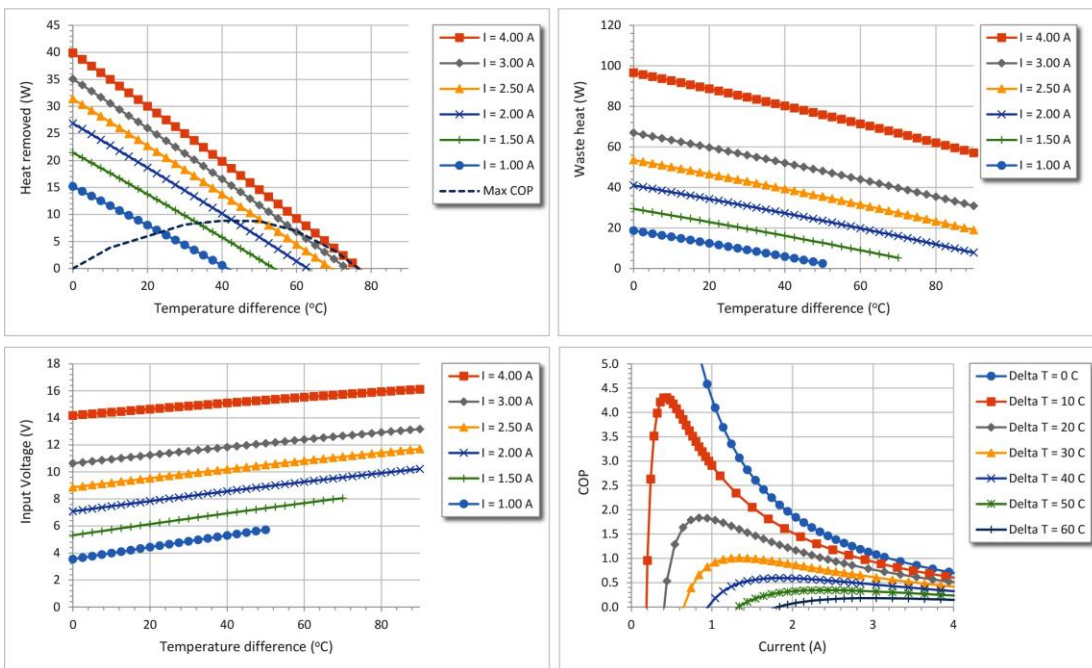 Heat removed (W)
45
40
35
30
25
20
15
10
5
0
0 20 40 60 80
Temperature difference (°C)
I = 4.00 A
I = 3.00 A
I = 2.50 A
I = 2.00 A
I = 1.50 A
I = 1.00 A
Max COP
Waste heat (W)
120
100
80
60
40
20
0
0 20 40 60 80
Temperature difference (°C)
I = 4.00 A
I = 3.00 A
I = 2.50 A
I = 2.00 A
I = 1.50 A
I = 1.00 A
Input Voltage (V)
18
16
14
12
10
8
6
4
2
0
0 20 40 60 80
Temperature difference (°C)
I = 4.00 A
I = 3.00 A
I = 2.50 A
I = 2.00 A
I = 1.50 A
I = 1.00 A
COP
5.0
4.5
4.0
3.5
3.0
2.5
2.0
1.5
1.0
0.5
0.0
0 1 2 3 4
Current (A)
Delta T = 0 C
Delta T = 10 C
Delta T = 20 C
Delta T = 30 C
Delta T = 40 C
Delta T = 50 C
Delta T = 60 C